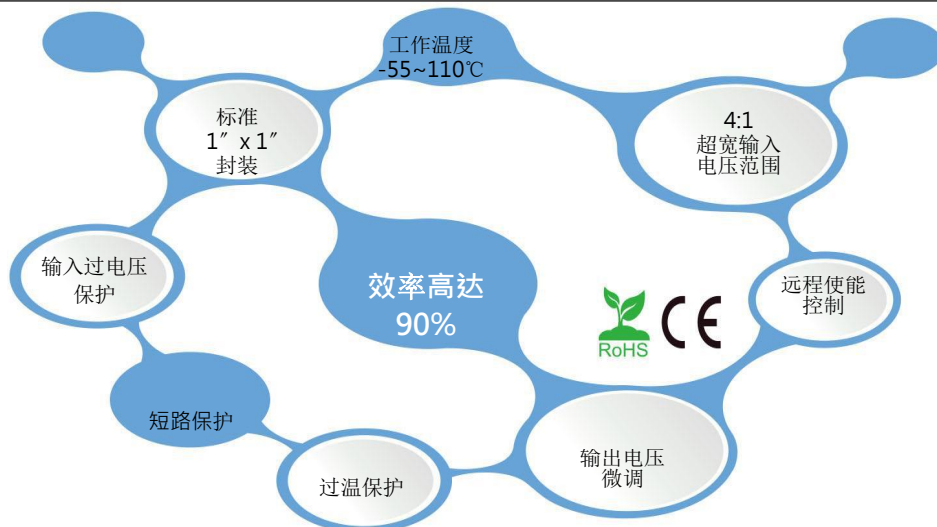 工作温度
-55~110℃
标准
1″ x 1″
封装
4:1
超宽输入
电压范围
输入过电压
保护
效率高达
90%
远程使能
控制
RoHS
CE
短路保护
过温保护
输出电压
微调